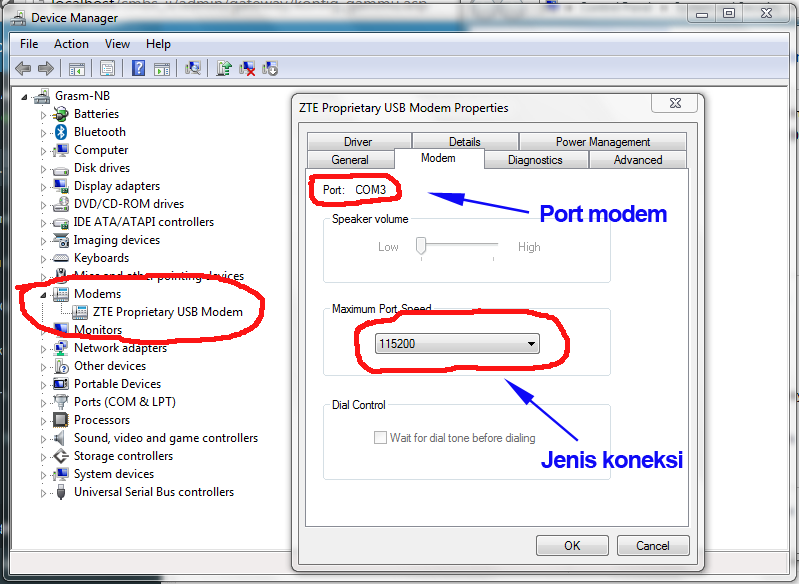 localhost/smhs_ii/admin/gateway/konfig_gammu.asp
Device Manager
File Action View Help
Grasm-NB
Batteries
Bluetooth
Computer
Disk drives
Display adapters
DVD/CD-ROM drives
IDE ATA/ATAPI controllers
Imaging devices
Keyboards
Mice and other pointing devices
Modems
ZTE Proprietary USB Modem
Monitors
Network adapters
Other devices
Portable Devices
Ports (COM & LPT)
Processors
Sound, video and game controllers
Storage controllers
System devices
Universal Serial Bus controllers
ZTE Proprietary USB Modem Properties
Driver Details Power Management
General Modem Diagnostics Advanced
Port: COM3
Port modem
Speaker volume
Low High
Maximum Port Speed
115200
Jenis koneksi
Dial Control
Wait for dial tone before dialing
OK Cancel